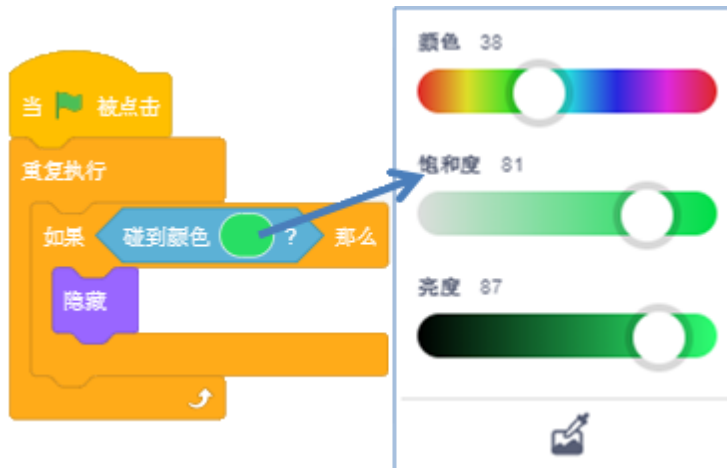 当 被点击
重复执行
如果 碰到颜色 ? 那么
隐藏
颜色 38
饱和度 81
亮度 87